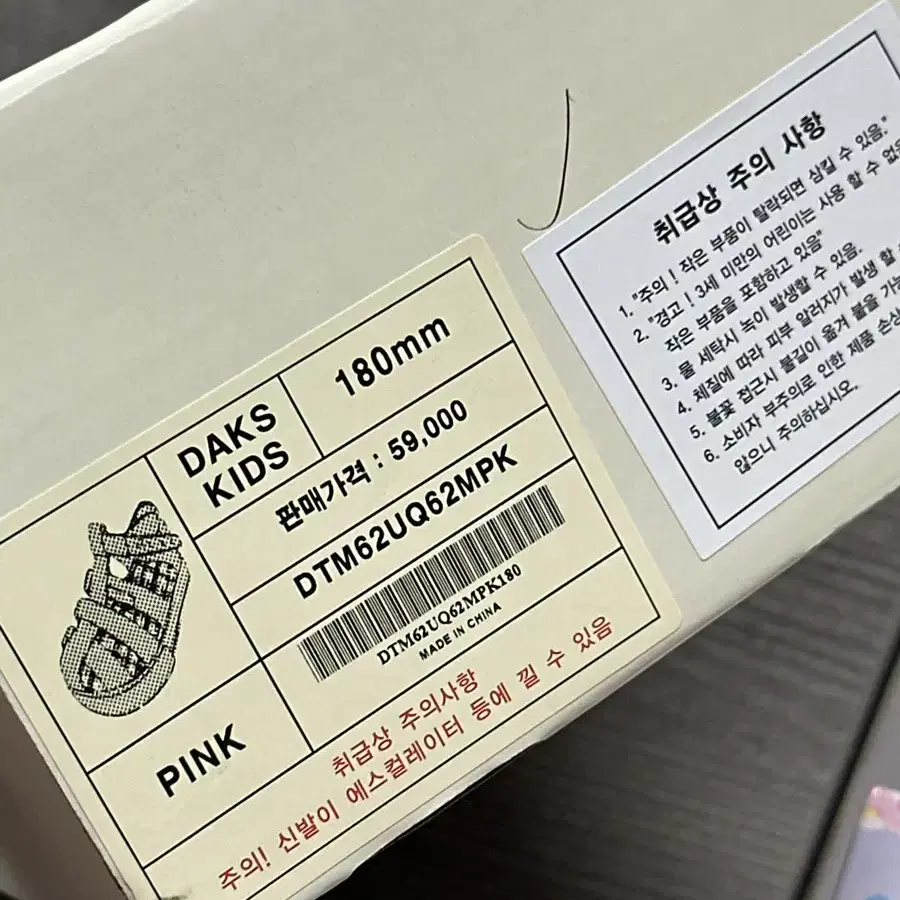 DAKS
KIDS
180mm
판매가격 : 59,000
DTM62UQ62MPK
DTM62UQ62MPK180
MADE IN CHINA
PINK
취급상 주의사항
주의! 신발이 에스컬레이터 등에 낄 수 있음
취급상 주의 사항
1. "주의 ! 작은 부품이 탈락되면 삼킬 수 있음."
2. "경고 ! 3세 미만의 어린이는 사용 할 수 없는
작은 부품을 포함하고 있음"
3. 물 세탁시 녹이 발생할 수 있음.
4. 체질에 따라 피부 알러지가 발생 할
5. 불꽃 접근시 불길이 옮겨 붙을
6. 소비자 부주의로 인한 제품
않으니 주의하십시오.